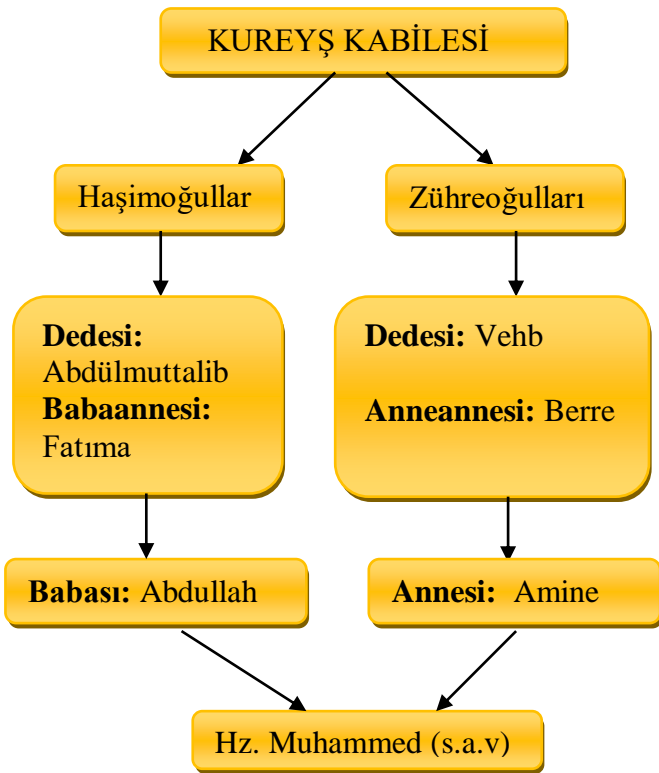 KUREYŞ KABİLESİ
Haşimoğullar
Zühreoğulları
Dedesi:
Abdülmuttalib
Babaannesi:
Fatıma
Dedesi: Vehb
Anneannesi: Berre
Babası: Abdullah
Annesi: Amine
Hz. Muhammed (s.a.v)